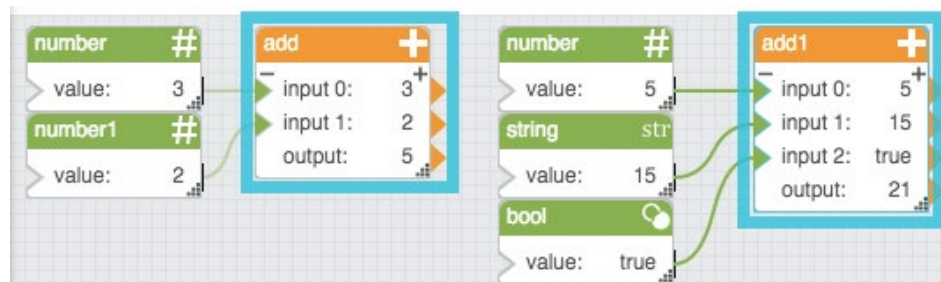 number #
value: 3
number1 #
value: 2
add +
− +
input 0: 3
input 1: 2
output: 5
number #
value: 5
string str
value: 15
bool
value: true
add1 +
− +
input 0: 5
input 1: 15
input 2: true
output: 21